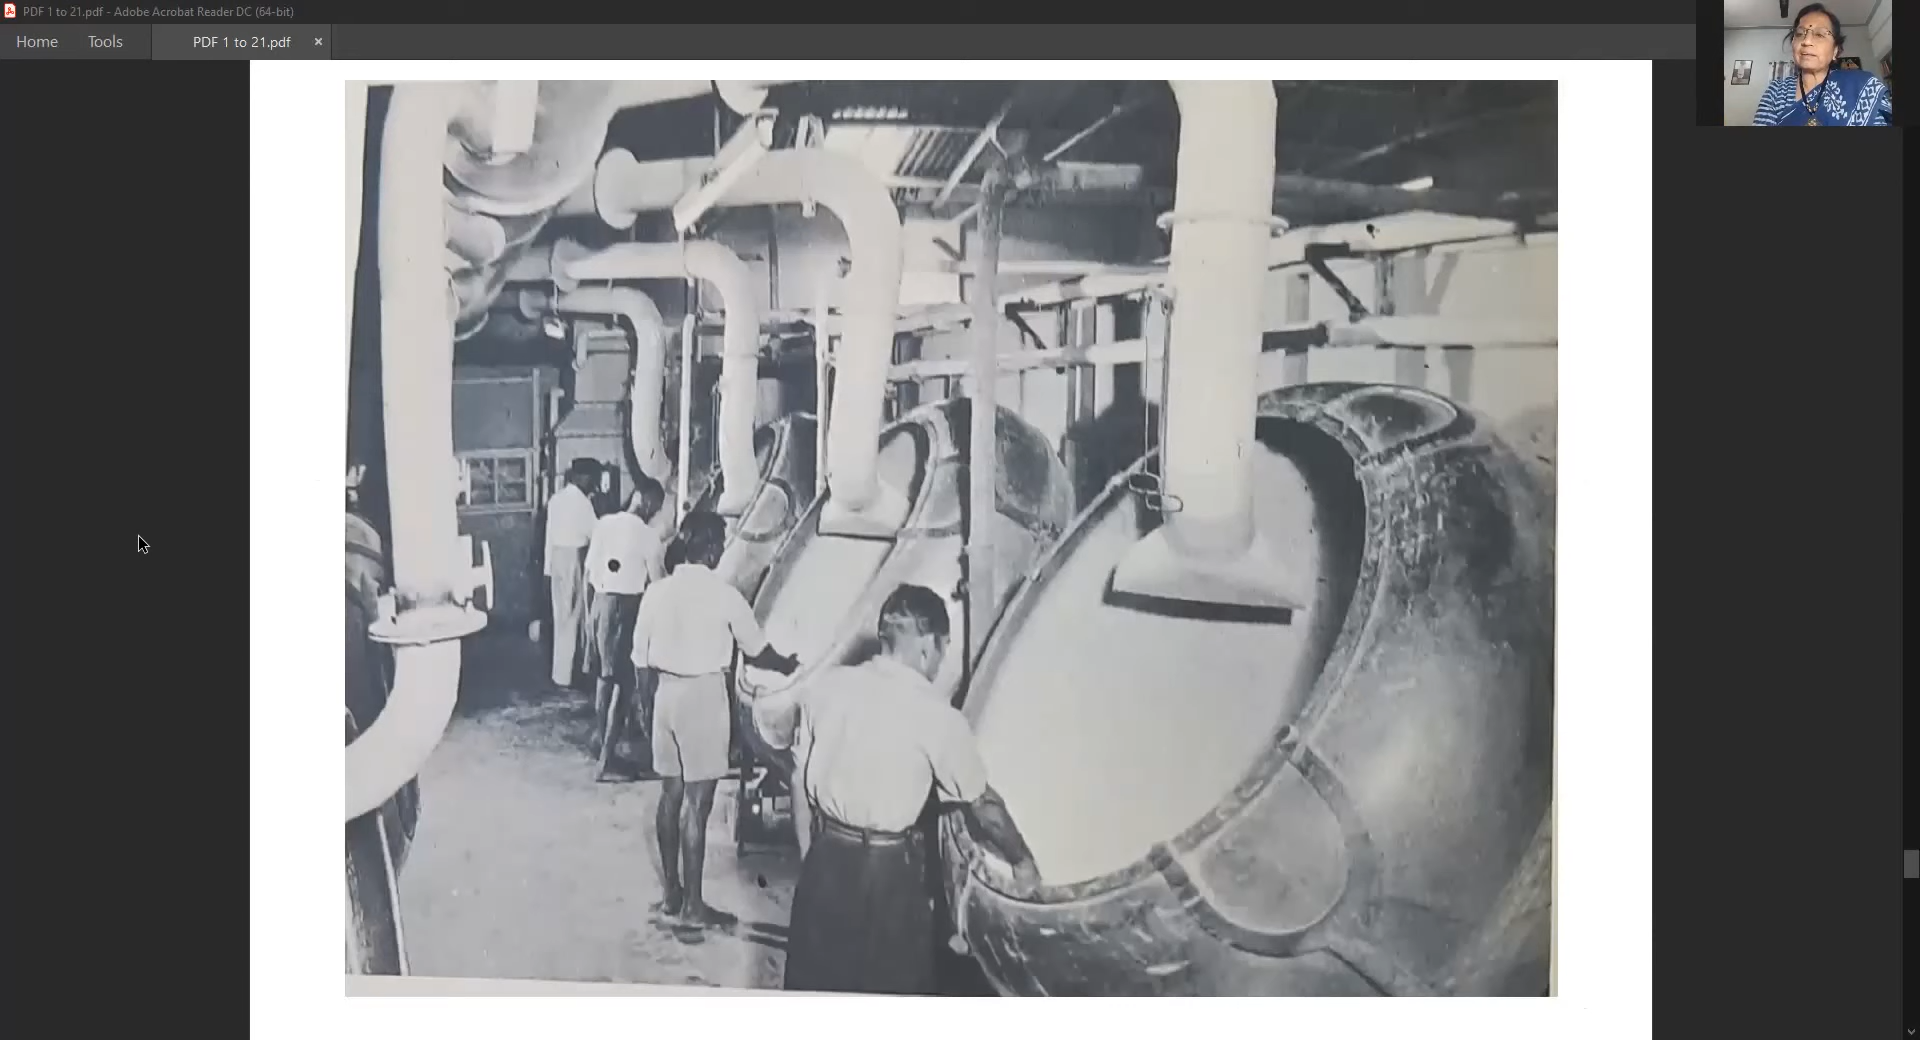 PDF 1 to 21.pdf - Adobe Acrobat Reader DC (64-bit)
Home Tools PDF 1 to 21.pdf ×